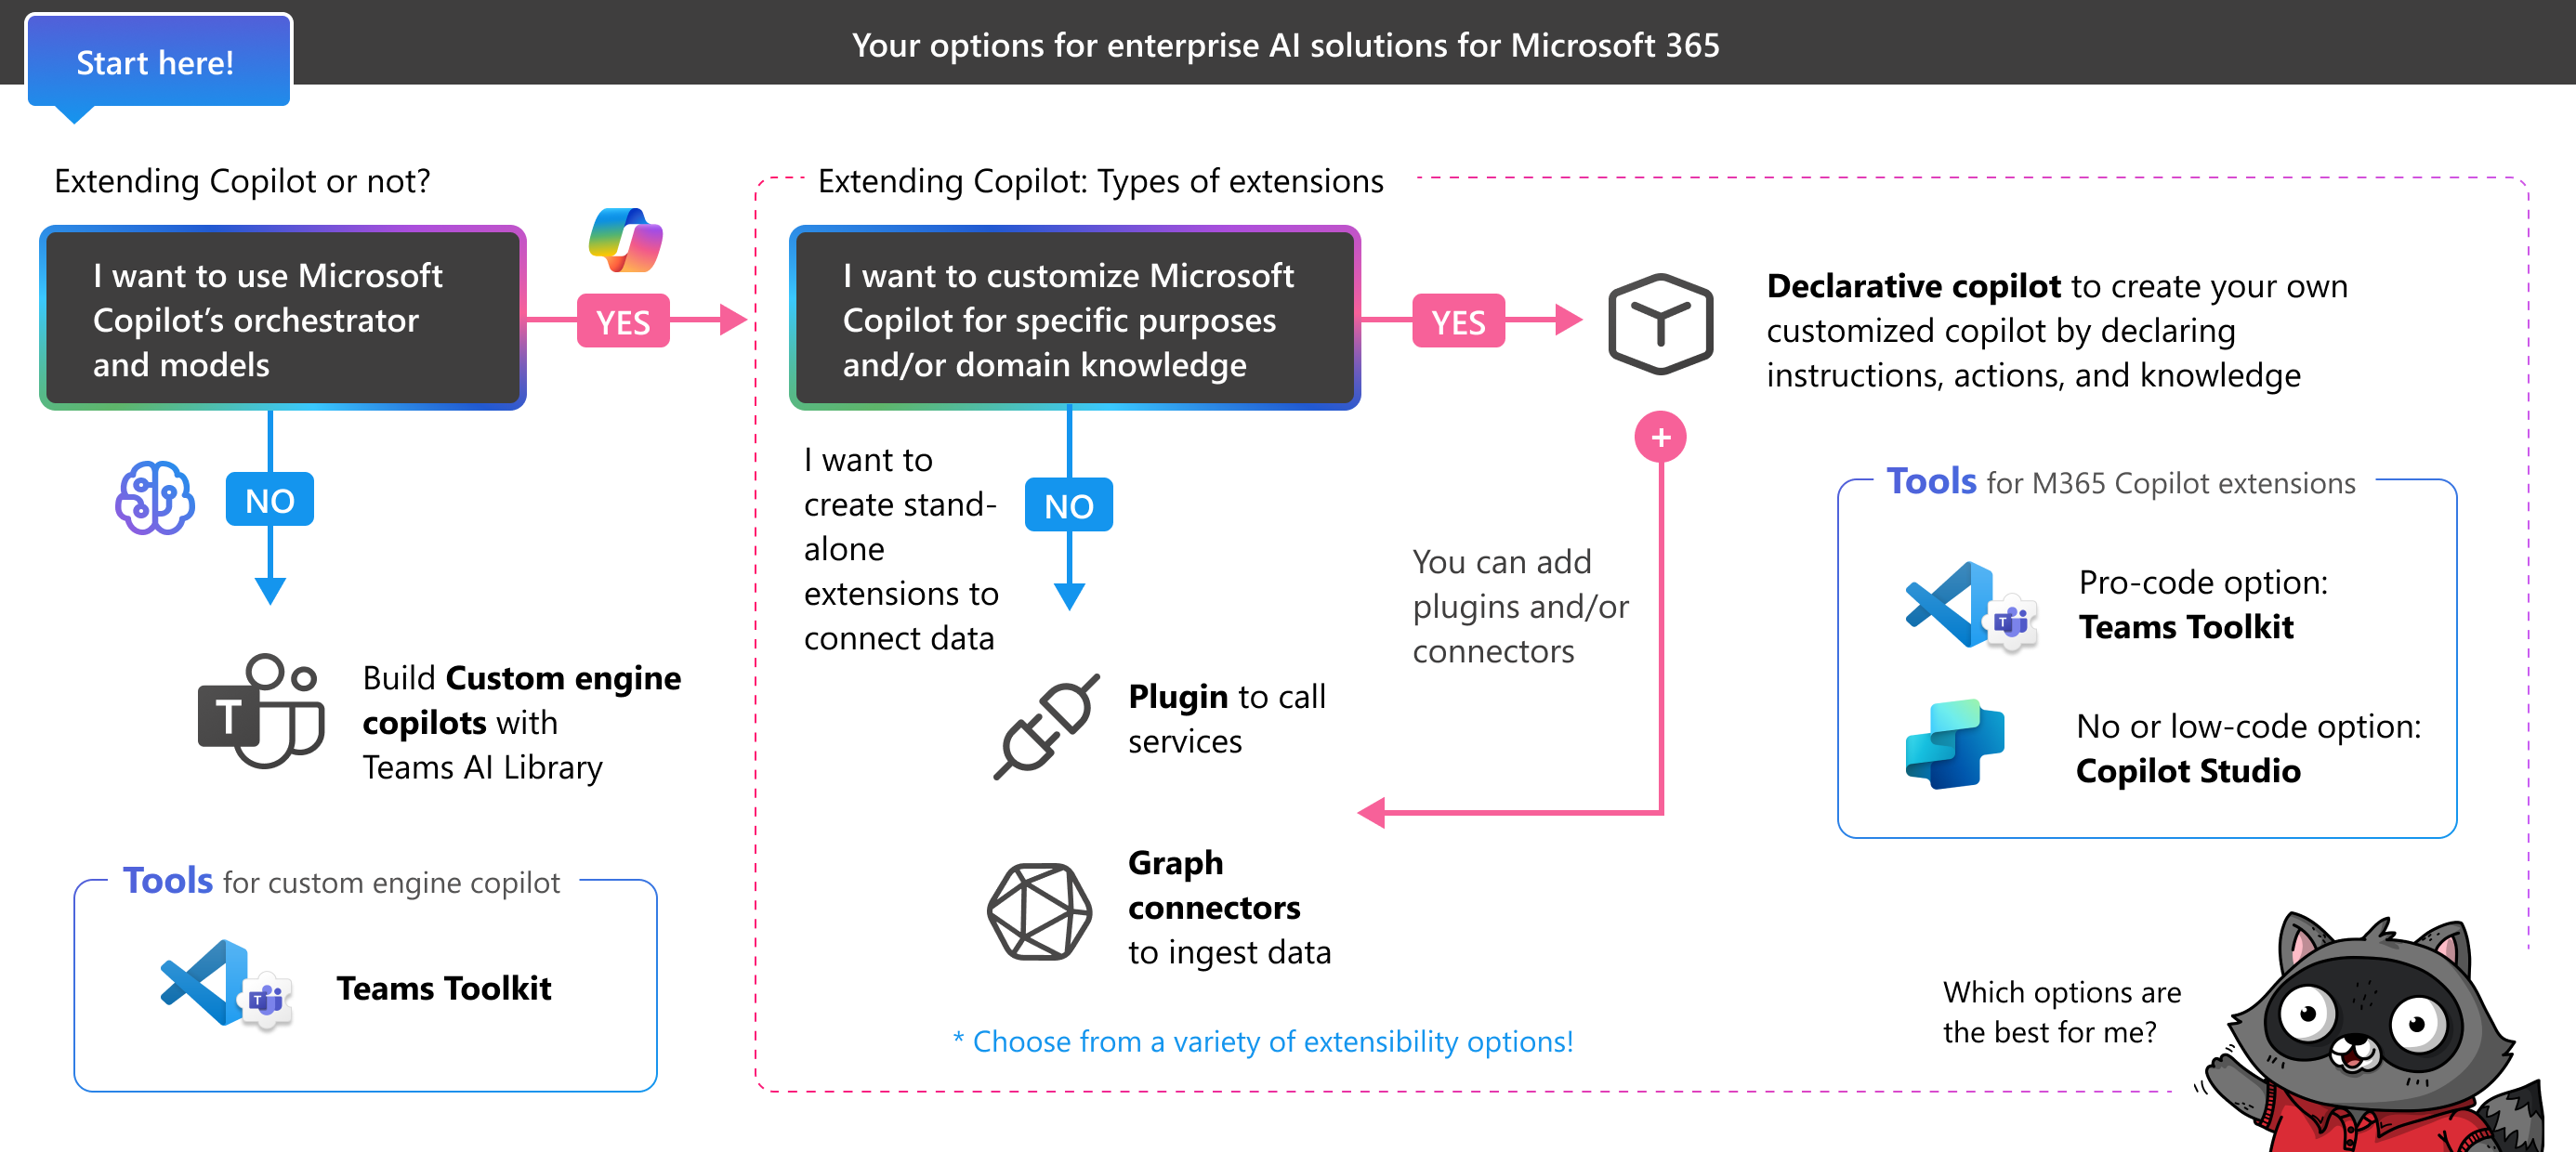 Start here!
Your options for enterprise AI solutions for Microsoft 365
Extending Copilot or not?
I want to use Microsoft
Copilot’s orchestrator
and models
YES
NO
Build Custom engine
copilots with
Teams AI Library
T
Tools for custom engine copilot
Teams Toolkit
T
Extending Copilot: Types of extensions
I want to customize Microsoft
Copilot for specific purposes
and/or domain knowledge
YES
NO
I want to
create stand-
alone
extensions to
connect data
Plugin to call
services
Graph
connectors
to ingest data
* Choose from a variety of extensibility options!
Declarative copilot to create your own
customized copilot by declaring
instructions, actions, and knowledge
+
You can add
plugins and/or
connectors
Tools for M365 Copilot extensions
Pro-code option:
Teams Toolkit
T
No or low-code option:
Copilot Studio
Which options are
the best for me?